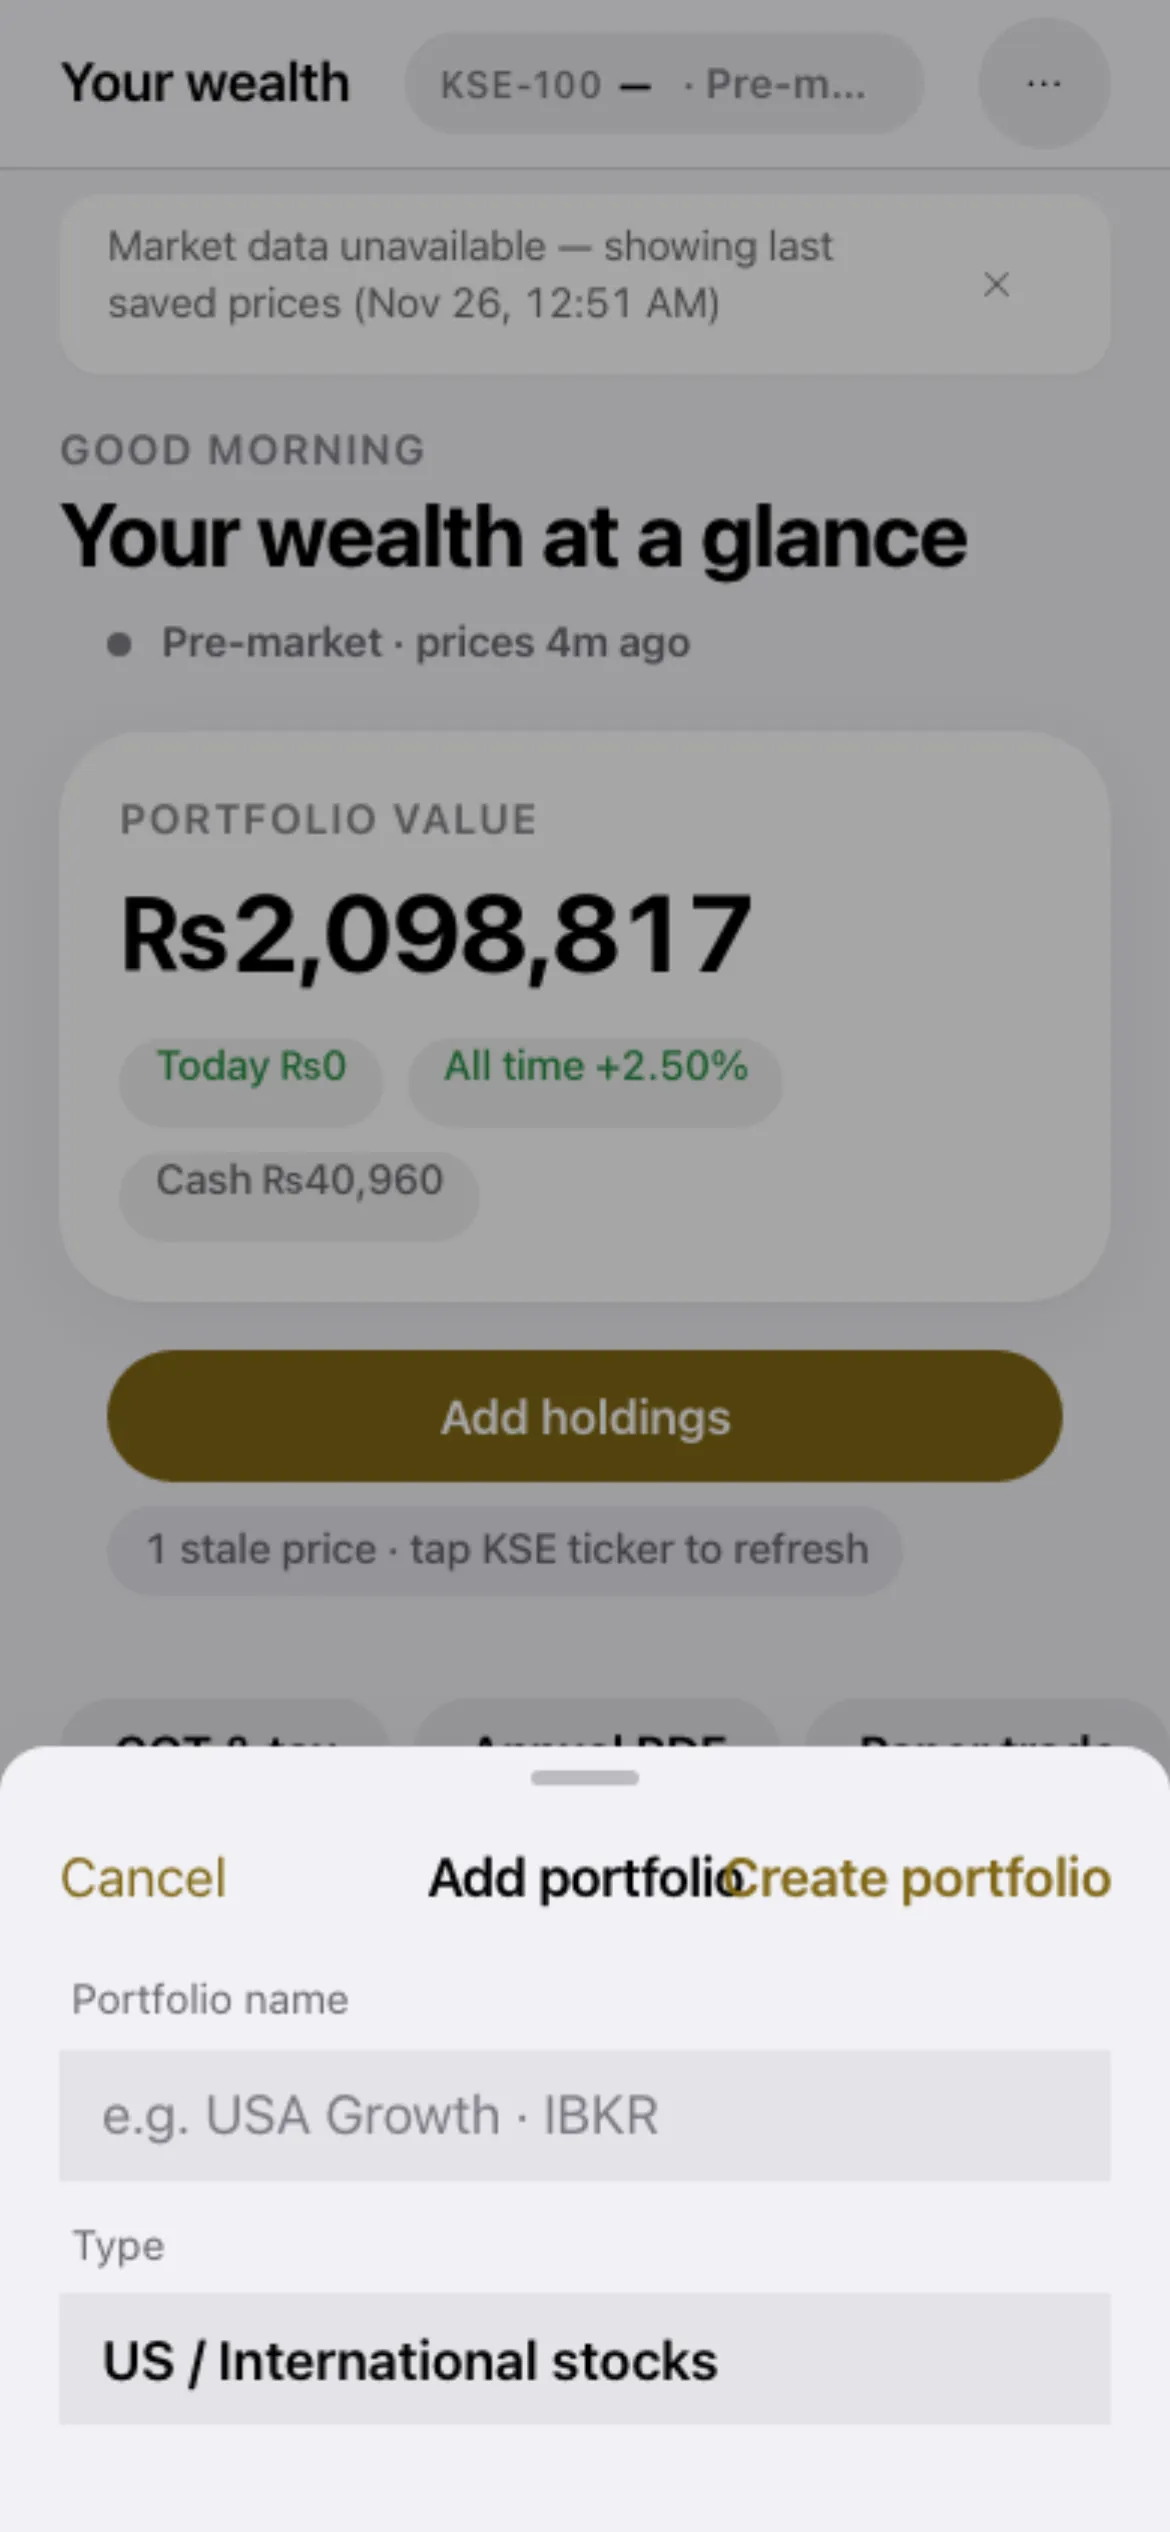 Your wealth KSE-100 — · Pre-m... ...
Market data unavailable — showing last
saved prices (Nov 26, 12:51 AM)
GOOD MORNING
Your wealth at a glance
Pre-market · prices 4m ago
PORTFOLIO VALUE
Rs2,098,817
Today Rs0 All time +2.50%
Cash Rs40,960
Add holdings
1 stale price · tap KSE ticker to refresh
Cancel Add portfolio Create portfolio
Portfolio name
e.g. USA Growth · IBKR
Type
US / International stocks